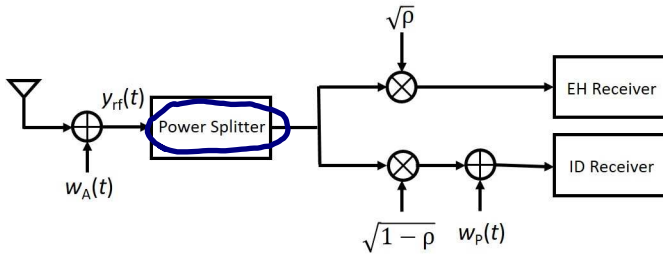 √ρ
y_rf(t)
EH Receiver
Power Splitter
ID Receiver
w_A(t)
√(1 − ρ)
w_P(t)